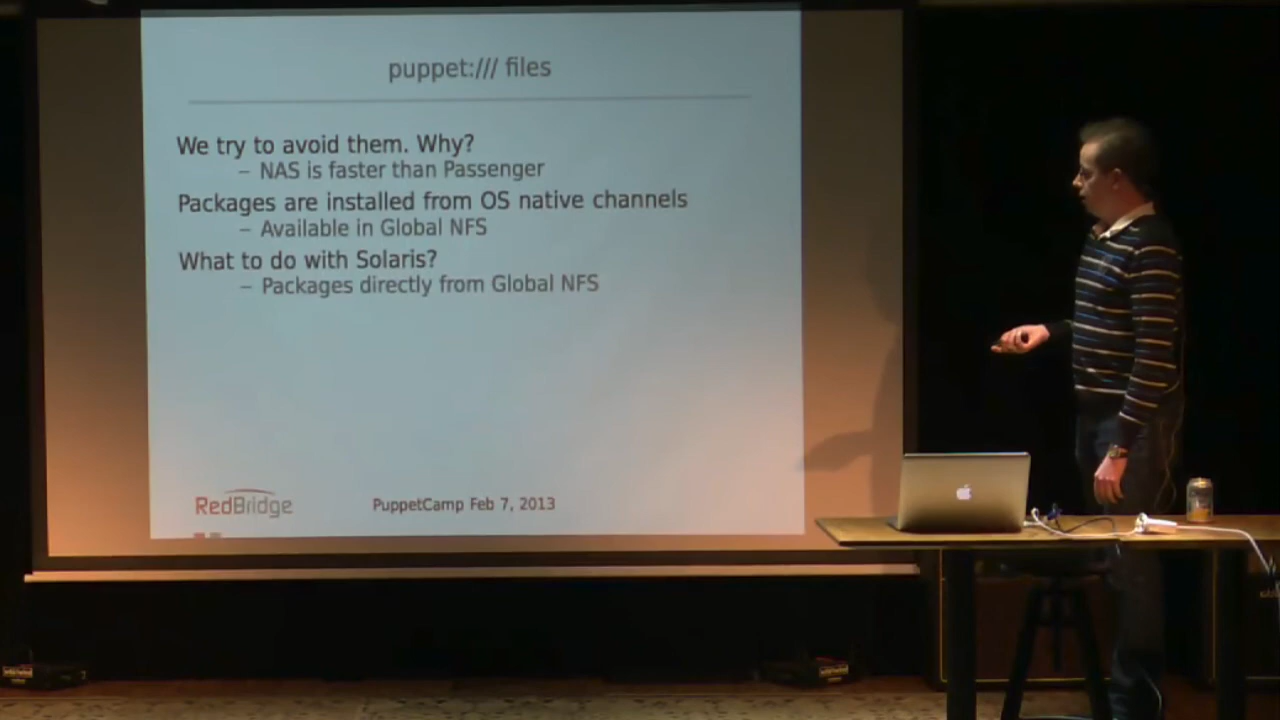 puppet:/// files
We try to avoid them. Why?
– NAS is faster than Passenger
Packages are installed from OS native channels
– Available in Global NFS
What to do with Solaris?
– Packages directly from Global NFS
RedBridge
PuppetCamp Feb 7, 2013